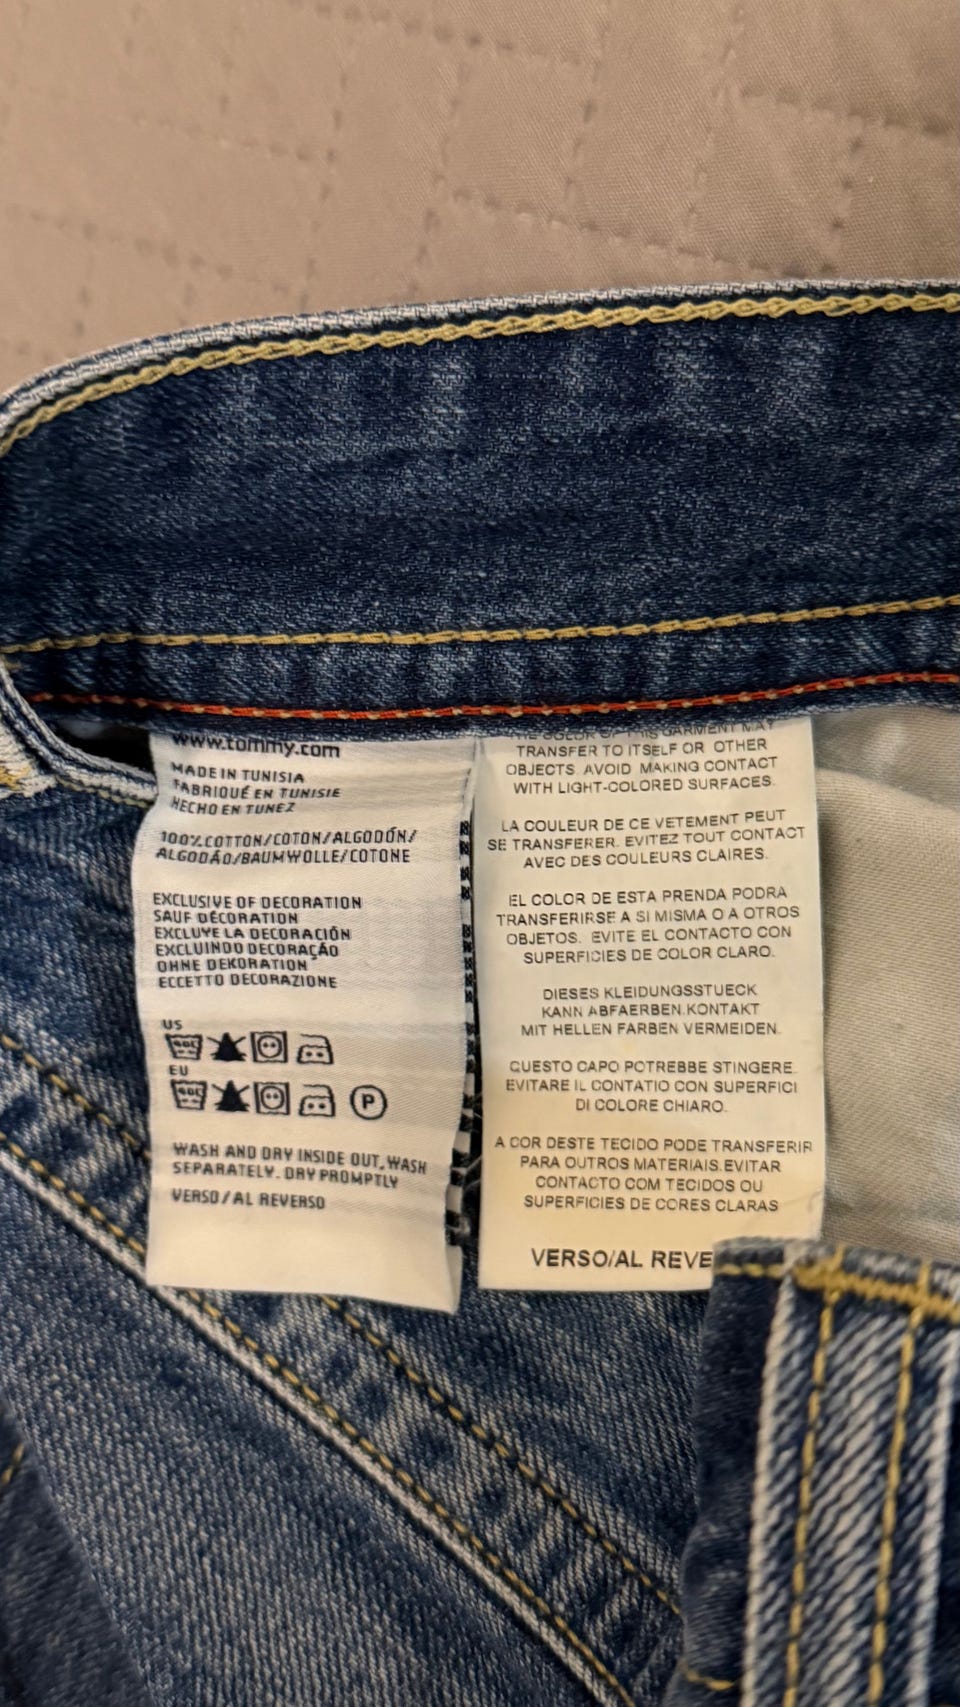 www.tommy.com
MADE IN TUNISIA
FABRIQUÉ EN TUNISIE
HECHO EN TUNEZ
100% COTTON/COTON/ALGODÓN/
ALGODÃO/BAUMWOLLE/COTONE
EXCLUSIVE OF DECORATION
SAUF DÉCORATION
EXCLUYE LA DECORACIÓN
EXCLUINDO DECORAÇÃO
OHNE DEKORATION
ECCETTO DECORAZIONE
US
EU
P
WASH AND DRY INSIDE OUT, WASH
SEPARATELY. DRY PROMPTLY
VERSO/AL REVERSO
THE COLOR OF THIS GARMENT MAY
TRANSFER TO ITSELF OR OTHER
OBJECTS. AVOID MAKING CONTACT
WITH LIGHT-COLORED SURFACES.
LA COULEUR DE CE VETEMENT PEUT
SE TRANSFERER. EVITEZ TOUT CONTACT
AVEC DES COULEURS CLAIRES.
EL COLOR DE ESTA PRENDA PODRA
TRANSFERIRSE A SI MISMA O A OTROS
OBJETOS. EVITE EL CONTACTO CON
SUPERFICIES DE COLOR CLARO.
DIESES KLEIDUNGSSTUECK
KANN ABFAERBEN.KONTAKT
MIT HELLEN FARBEN VERMEIDEN.
QUESTO CAPO POTREBBE STINGERE.
EVITARE IL CONTATIO CON SUPERFICI
DI COLORE CHIARO.
A COR DESTE TECIDO PODE TRANSFERIR
PARA OUTROS MATERIAIS.EVITAR
CONTACTO COM TECIDOS OU
SUPERFICIES DE CORES CLARAS
VERSO/AL REVE